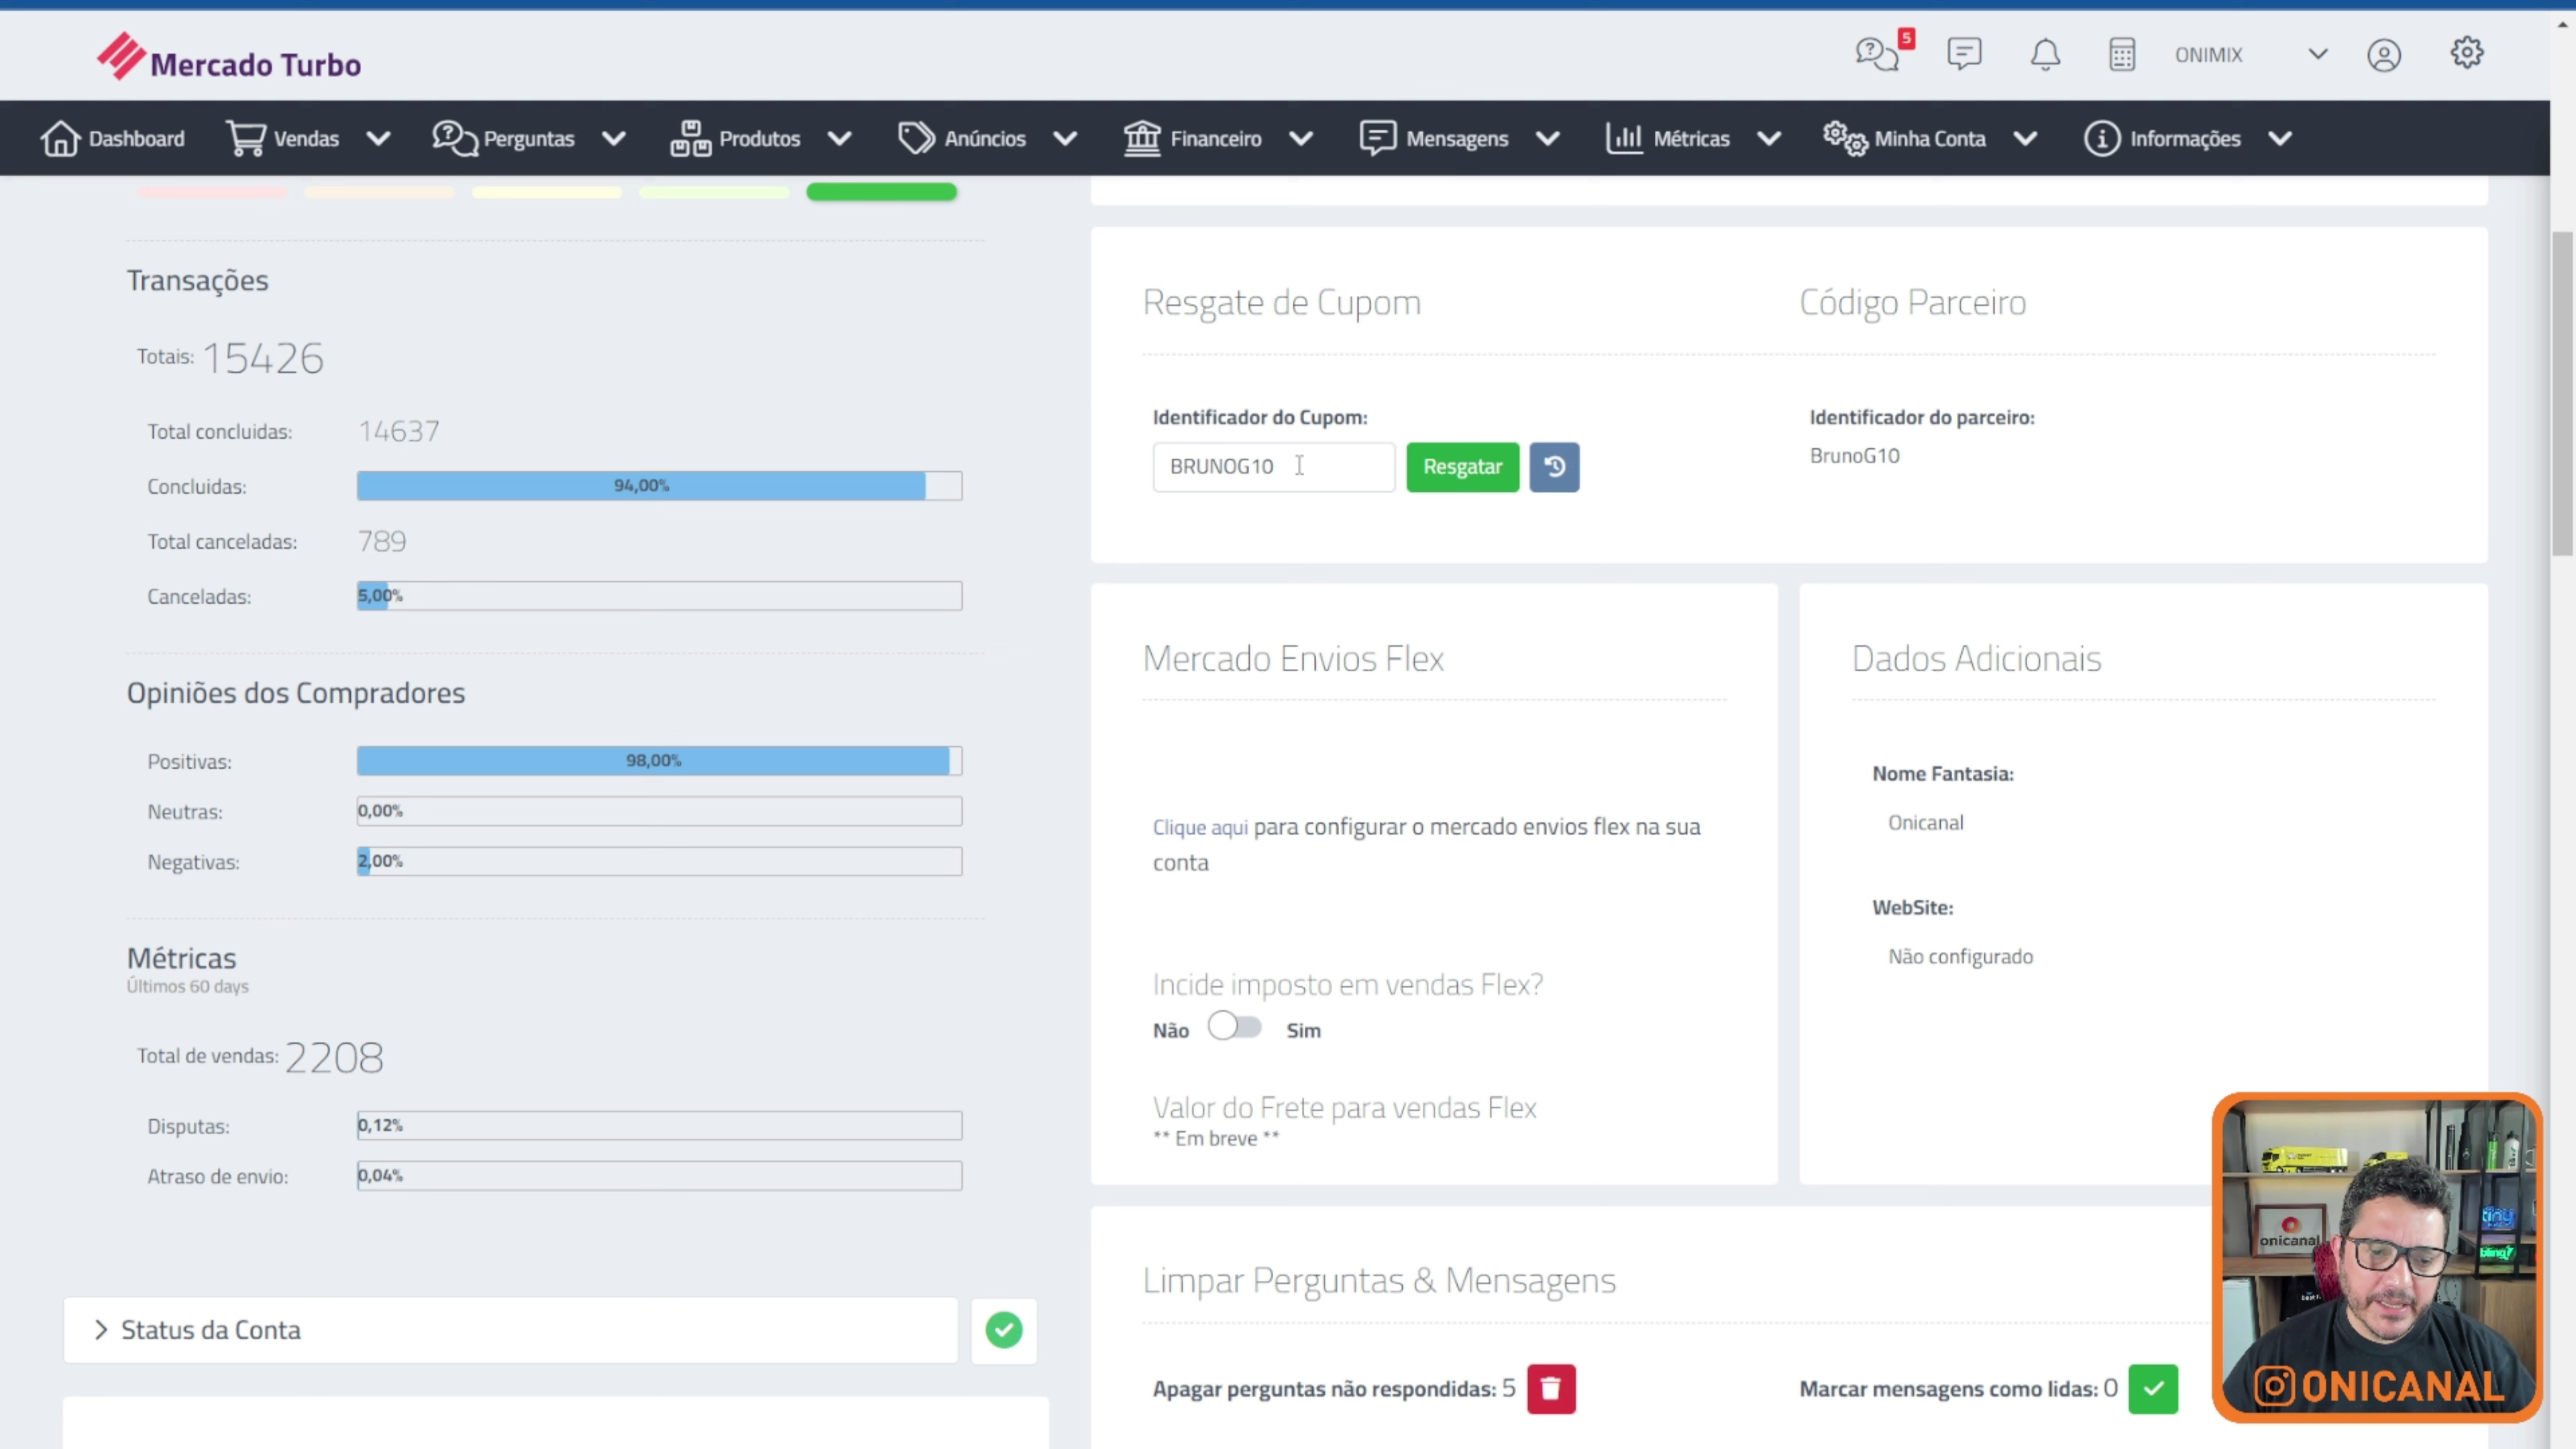 Mercado Turbo
5
ONIMIX
Dashboard
Vendas
Perguntas
Produtos
Anúncios
Financeiro
Mensagens
Métricas
Minha Conta
Informações
Transações
Totais: 15426
Total concluidas: 14637
Concluidas: 94,00%
Total canceladas: 789
Canceladas: 5,00%
Opiniões dos Compradores
Positivas: 98,00%
Neutras: 0,00%
Negativas: 2,00%
Métricas
Últimos 60 days
Total de vendas: 2208
Disputas: 0,12%
Atraso de envio: 0,04%
Status da Conta
Resgate de Cupom
Identificador do Cupom:
BRUNOG10
Resgatar
Código Parceiro
Identificador do parceiro:
BrunoG10
Mercado Envios Flex
Clique aqui para configurar o mercado envios flex na sua
conta
Incide imposto em vendas Flex?
Não Sim
Valor do Frete para vendas Flex
** Em breve **
Dados Adicionais
Nome Fantasia:
Onicanal
WebSite:
Não configurado
Limpar Perguntas & Mensagens
Apagar perguntas não respondidas: 5
Marcar mensagens como lidas: 0
onicanal
tiny
bling!
ONICANAL